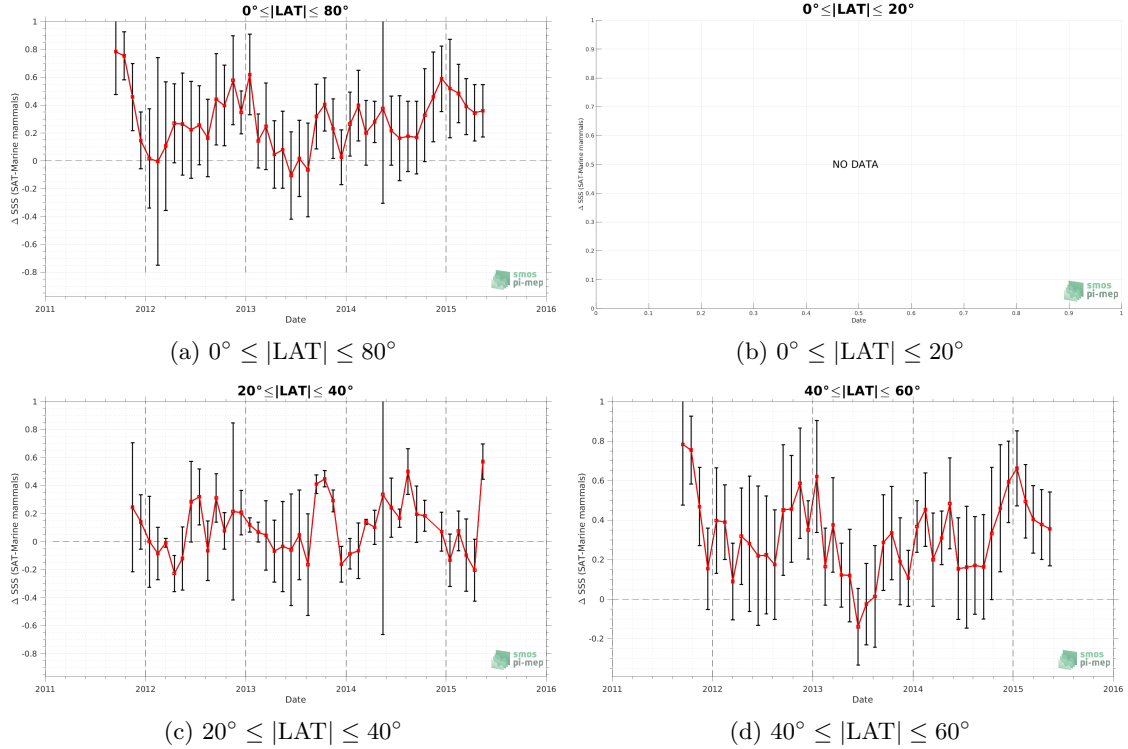 0°≤|LAT|≤ 80°
1
0.8
0.6
0.4
0.2
0
-0.2
-0.4
-0.6
-0.8
Δ SSS (SAT-Marine mammals)
2011 2012 2013 2014 2015 2016
Date
smos
pi-mep
(a) 0° ≤ |LAT| ≤ 80°
0°≤|LAT|≤ 20°
1
0.9
0.8
0.7
0.6
0.5
0.4
0.3
0.2
0.1
0
Δ SSS (SAT-Marine mammals)
NO DATA
0 0.1 0.2 0.3 0.4 0.5 0.6 0.7 0.8 0.9 1
Date
smos
pi-mep
(b) 0° ≤ |LAT| ≤ 20°
20°≤|LAT|≤ 40°
1
0.8
0.6
0.4
0.2
0
-0.2
-0.4
-0.6
-0.8
Δ SSS (SAT-Marine mammals)
2011 2012 2013 2014 2015 2016
Date
smos
pi-mep
(c) 20° ≤ |LAT| ≤ 40°
40°≤|LAT|≤ 60°
1
0.8
0.6
0.4
0.2
0
-0.2
Δ SSS (SAT-Marine mammals)
2011 2012 2013 2014 2015 2016
Date
smos
pi-mep
(d) 40° ≤ |LAT| ≤ 60°